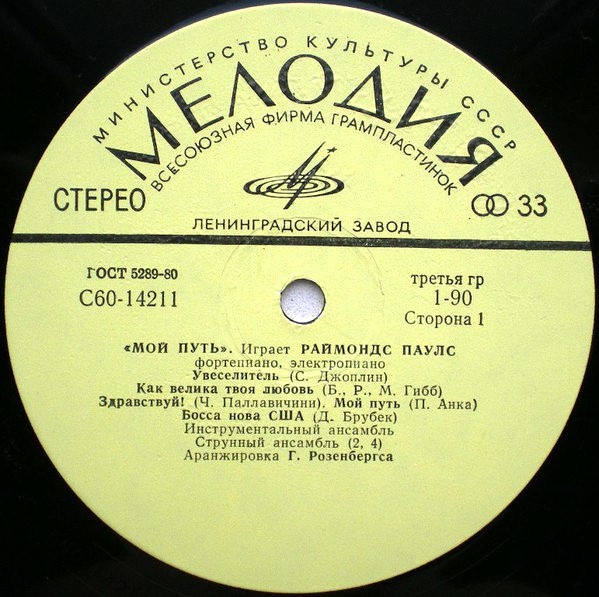 МИНИСТЕРСТВО КУЛЬТУРЫ СССР
МЕЛОДИЯ
ВСЕСОЮЗНАЯ ФИРМА ГРАМПЛАСТИНОК
СТЕРЕО
33
ЛЕНИНГРАДСКИЙ ЗАВОД
ГОСТ 5289-80
С60-14211
третья гр
1-90
Сторона 1
«МОЙ ПУТЬ». Играет РАЙМОНДС ПАУЛС
фортепиано, электропиано
Увеселитель (С. Джоплин)
Как велика твоя любовь (Б., Р., М. Гибб)
Здравствуй! (Ч. Паллавичини). Мой путь (П. Анка)
Босса нова США (Д. Брубек)
Инструментальный ансамбль
Струнный ансамбль (2, 4)
Аранжировка Г. Розенбергса